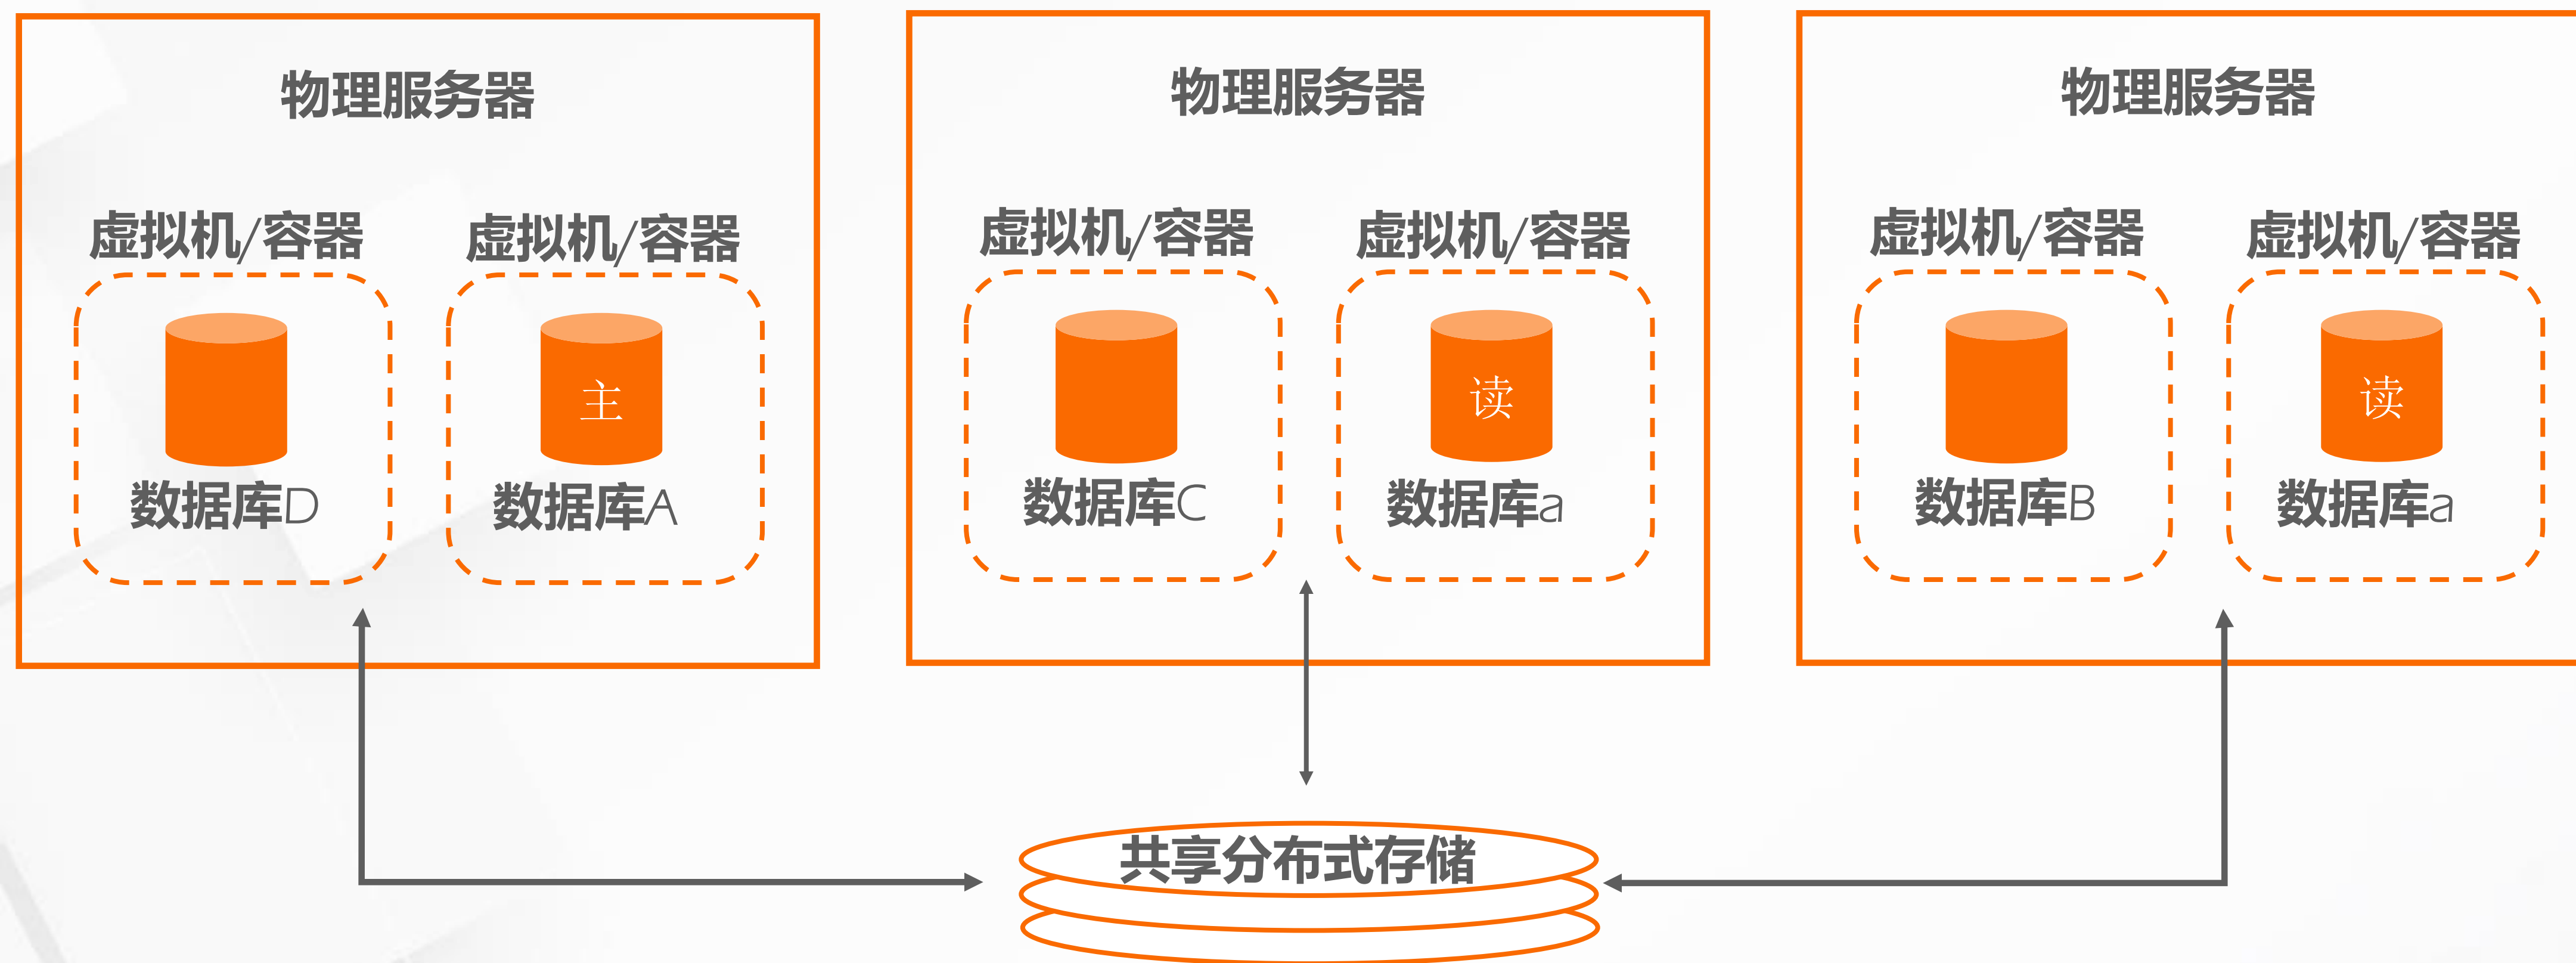 物理服务器
物理服务器
物理服务器
虚拟机/容器
虚拟机/容器
虚拟机/容器
虚拟机/容器
虚拟机/容器
虚拟机/容器
主
读
读
数据库D
数据库A
数据库C
数据库a
数据库B
数据库a
共享分布式存储